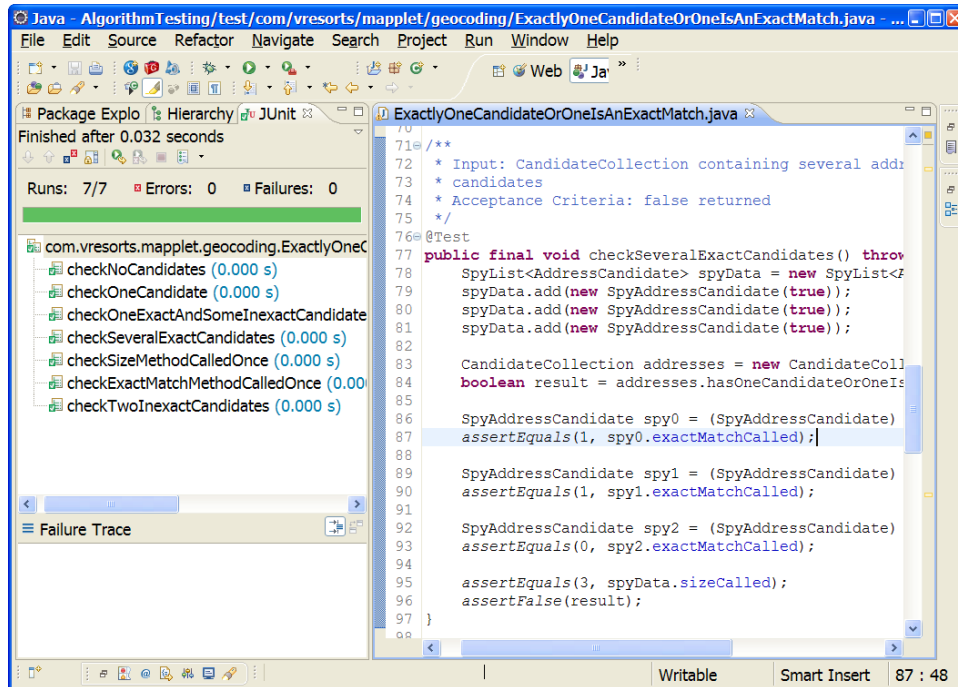 Java - AlgorithmTesting/test/com/vresorts/mapplet/geocoding/ExactlyOneCandidateOrOneIsAnExactMatch.java - ...
File Edit Source Refactor Navigate Search Project Run Window Help
Web Ja »
Package Explo Hierarchy JUnit
Finished after 0.032 seconds
Runs: 7/7 Errors: 0 Failures: 0
com.vresorts.mapplet.geocoding.ExactlyOneC
checkNoCandidates (0.000 s)
checkOneCandidate (0.000 s)
checkOneExactAndSomeInexactCandidate
checkSeveralExactCandidates (0.000 s)
checkSizeMethodCalledOnce (0.000 s)
checkExactMatchMethodCalledOnce (0.00
checkTwoInexactCandidates (0.000 s)
Failure Trace
ExactlyOneCandidateOrOneIsAnExactMatch.java
70
71 /**
72 * Input: CandidateCollection containing several addr
73 * candidates
74 * Acceptance Criteria: false returned
75 */
76 @Test
77 public final void checkSeveralExactCandidates() throw
78 SpyList<AddressCandidate> spyData = new SpyList<A
79 spyData.add(new SpyAddressCandidate(true));
80 spyData.add(new SpyAddressCandidate(true));
81 spyData.add(new SpyAddressCandidate(true));
82
83 CandidateCollection addresses = new CandidateColl
84 boolean result = addresses.hasOneCandidateOrOneIs
85
86 SpyAddressCandidate spy0 = (SpyAddressCandidate)
87 assertEquals(1, spy0.exactMatchCalled);
88
89 SpyAddressCandidate spy1 = (SpyAddressCandidate)
90 assertEquals(1, spy1.exactMatchCalled);
91
92 SpyAddressCandidate spy2 = (SpyAddressCandidate)
93 assertEquals(0, spy2.exactMatchCalled);
94
95 assertEquals(3, spyData.sizeCalled);
96 assertFalse(result);
97 }
98
Writable Smart Insert 87 : 48